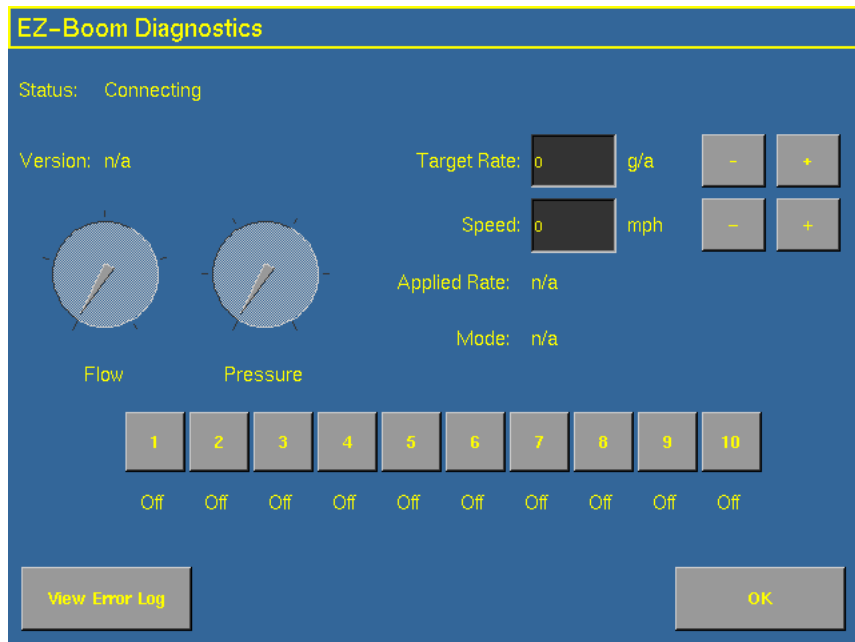 EZ-Boom Diagnostics
Status: Connecting
Version: n/a
Target Rate: 0 g/a - +
Speed: 0 mph - +
Applied Rate: n/a
Mode: n/a
Flow Pressure
1 2 3 4 5 6 7 8 9 10
Off Off Off Off Off Off Off Off Off Off
View Error Log OK